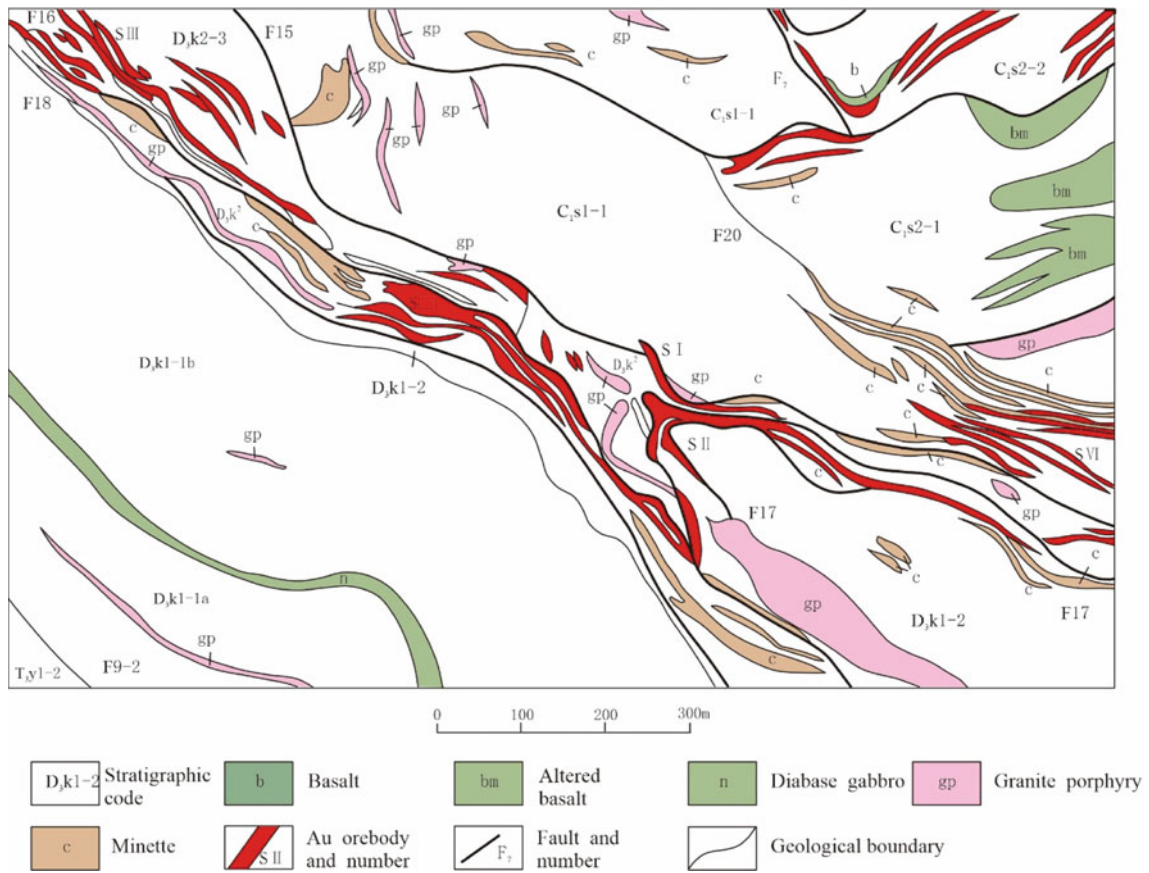 F16
SIII
D₃k2-3
F15
gp
gp
c
c
F₇
b
C₁s2-2
F18
c
gp
c
gp
gp
C₁s1-1
bm
gp
c
bm
D₃k²
c
C₁s1-1
c
F20
C₁s2-1
bm
gp
c
gp
D₃k1-1b
D₃k1-2
D₃k²
S I
gp
c
c
c
c
gp
S II
c
c
c
S VI
gp
gp
F17
n
c
c
c
D₃k1-1a
gp
gp
D₃k1-2
F17
F9-2
c
T₃y1-2
0 100 200 300m
D₃k1-2 Stratigraphic code
b Basalt
bm Altered basalt
n Diabase gabbro
gp Granite porphyry
c Minette
S II Au orebody and number
F₇ Fault and number
Geological boundary